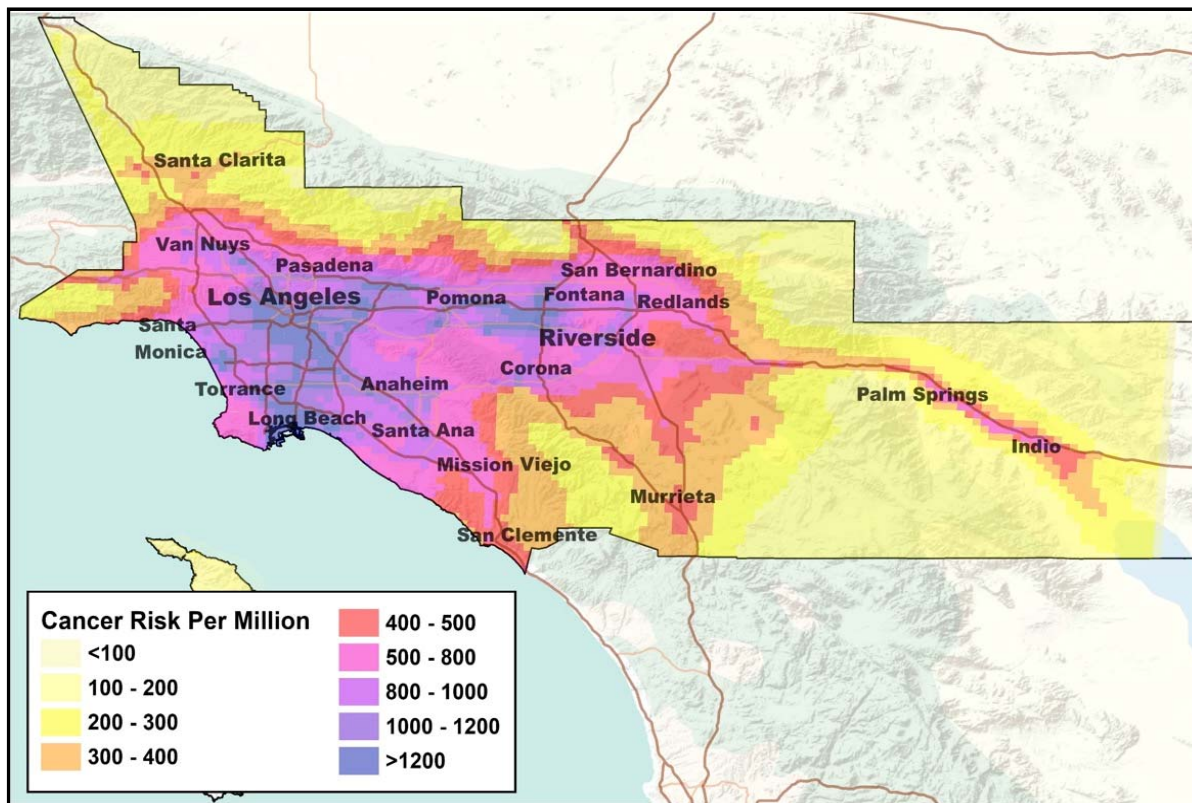 Santa Clarita
Van Nuys
Pasadena
San Bernardino
Los Angeles
Pomona
Fontana
Redlands
Santa
Monica
Riverside
Corona
Torrance
Anaheim
Palm Springs
Long Beach
Santa Ana
Indio
Mission Viejo
Murrieta
San Clemente
Cancer Risk Per Million
<100
100 - 200
200 - 300
300 - 400
400 - 500
500 - 800
800 - 1000
1000 - 1200
>1200